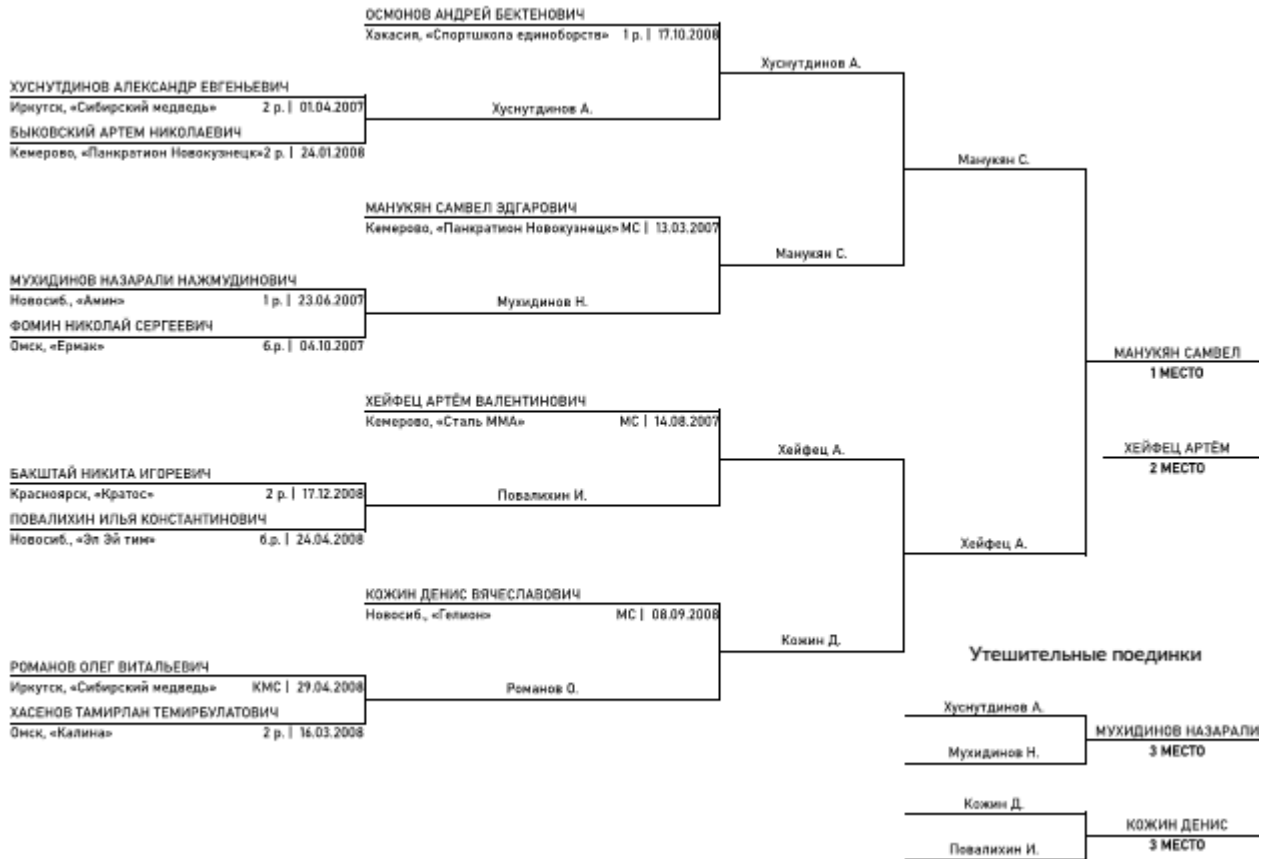 ОСМОНОВ АНДРЕЙ БЕКТЕНОВИЧ
Хакасия, «Спортшкола единоборств» 1 р. | 17.10.2008
Хуснутдинов А.
ХУСНУТДИНОВ АЛЕКСАНДР ЕВГЕНЬЕВИЧ
Иркутск, «Сибирский медведь» 2 р. | 01.04.2007
Хуснутдинов А.
БЫКОВСКИЙ АРТЕМ НИКОЛАЕВИЧ
Кемерово, «Панкратион Новокузнецк»2 р. | 24.01.2008
Манукян С.
МАНУКЯН САМВЕЛ ЭДГАРОВИЧ
Кемерово, «Панкратион Новокузнецк» МС | 13.03.2007
Манукян С.
МУХИДИНОВ НАЗАРАЛИ НАЖМУДИНОВИЧ
Новосиб., «Амин» 1 р. | 23.06.2007
Мухидинов Н.
ФОМИН НИКОЛАЙ СЕРГЕЕВИЧ
Омск, «Ермак» б.р. | 04.10.2007
МАНУКЯН САМВЕЛ
1 МЕСТО
ХЕЙФЕЦ АРТЁМ ВАЛЕНТИНОВИЧ
Кемерово, «Сталь ММА» МС | 14.08.2007
Хейфец А.
ХЕЙФЕЦ АРТЁМ
2 МЕСТО
БАКШТАЙ НИКИТА ИГОРЕВИЧ
Красноярск, «Кратос» 2 р. | 17.12.2008
Повалихин И.
ПОВАЛИХИН ИЛЬЯ КОНСТАНТИНОВИЧ
Новосиб., «Эл Эй тим» б.р. | 24.04.2008
Хейфец А.
КОЖИН ДЕНИС ВЯЧЕСЛАВОВИЧ
Новосиб., «Гелион» МС | 08.09.2008
Кожин Д.
Утешительные поединки
РОМАНОВ ОЛЕГ ВИТАЛЬЕВИЧ
Иркутск, «Сибирский медведь» КМС | 29.04.2008
Романов О.
ХАСЕНОВ ТАМИРЛАН ТЕМИРБУЛАТОВИЧ
Омск, «Калина» 2 р. | 16.03.2008
Хуснутдинов А.
МУХИДИНОВ НАЗАРАЛИ
3 МЕСТО
Мухидинов Н.
Кожин Д.
КОЖИН ДЕНИС
3 МЕСТО
Повалихин И.